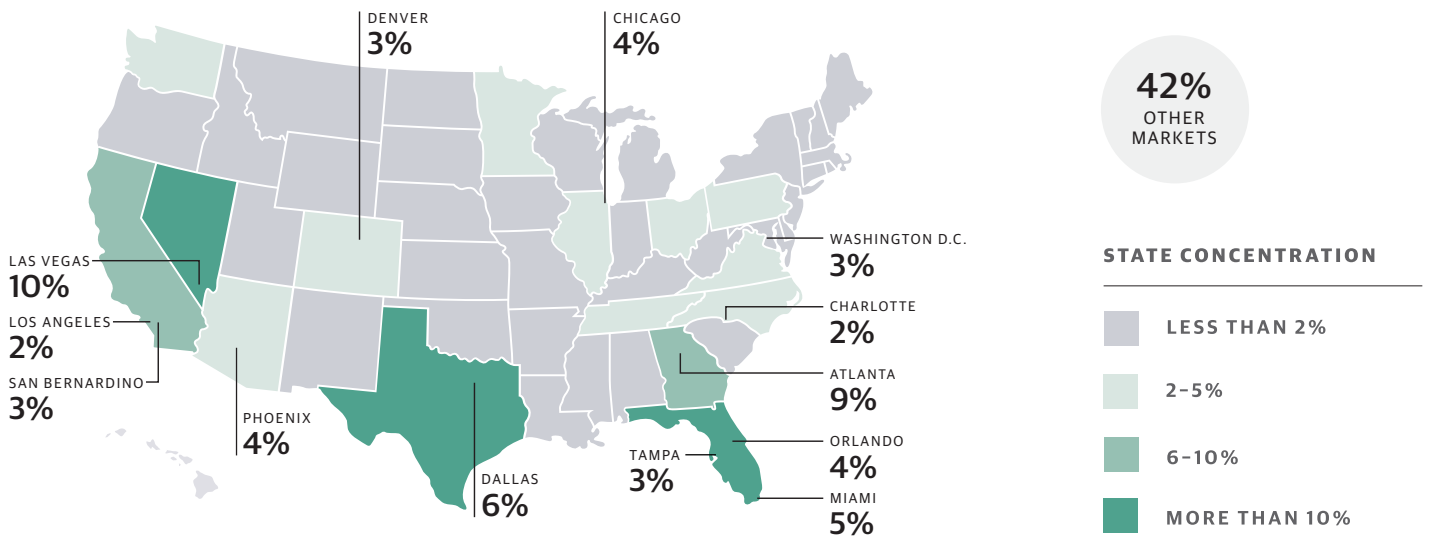 DENVER
3%
CHICAGO
4%
42%
OTHER
MARKETS
LAS VEGAS
10%
LOS ANGELES
2%
SAN BERNARDINO
3%
PHOENIX
4%
DALLAS
6%
WASHINGTON D.C.
3%
CHARLOTTE
2%
ATLANTA
9%
ORLANDO
4%
TAMPA
3%
MIAMI
5%
STATE CONCENTRATION
LESS THAN 2%
2–5%
6–10%
MORE THAN 10%